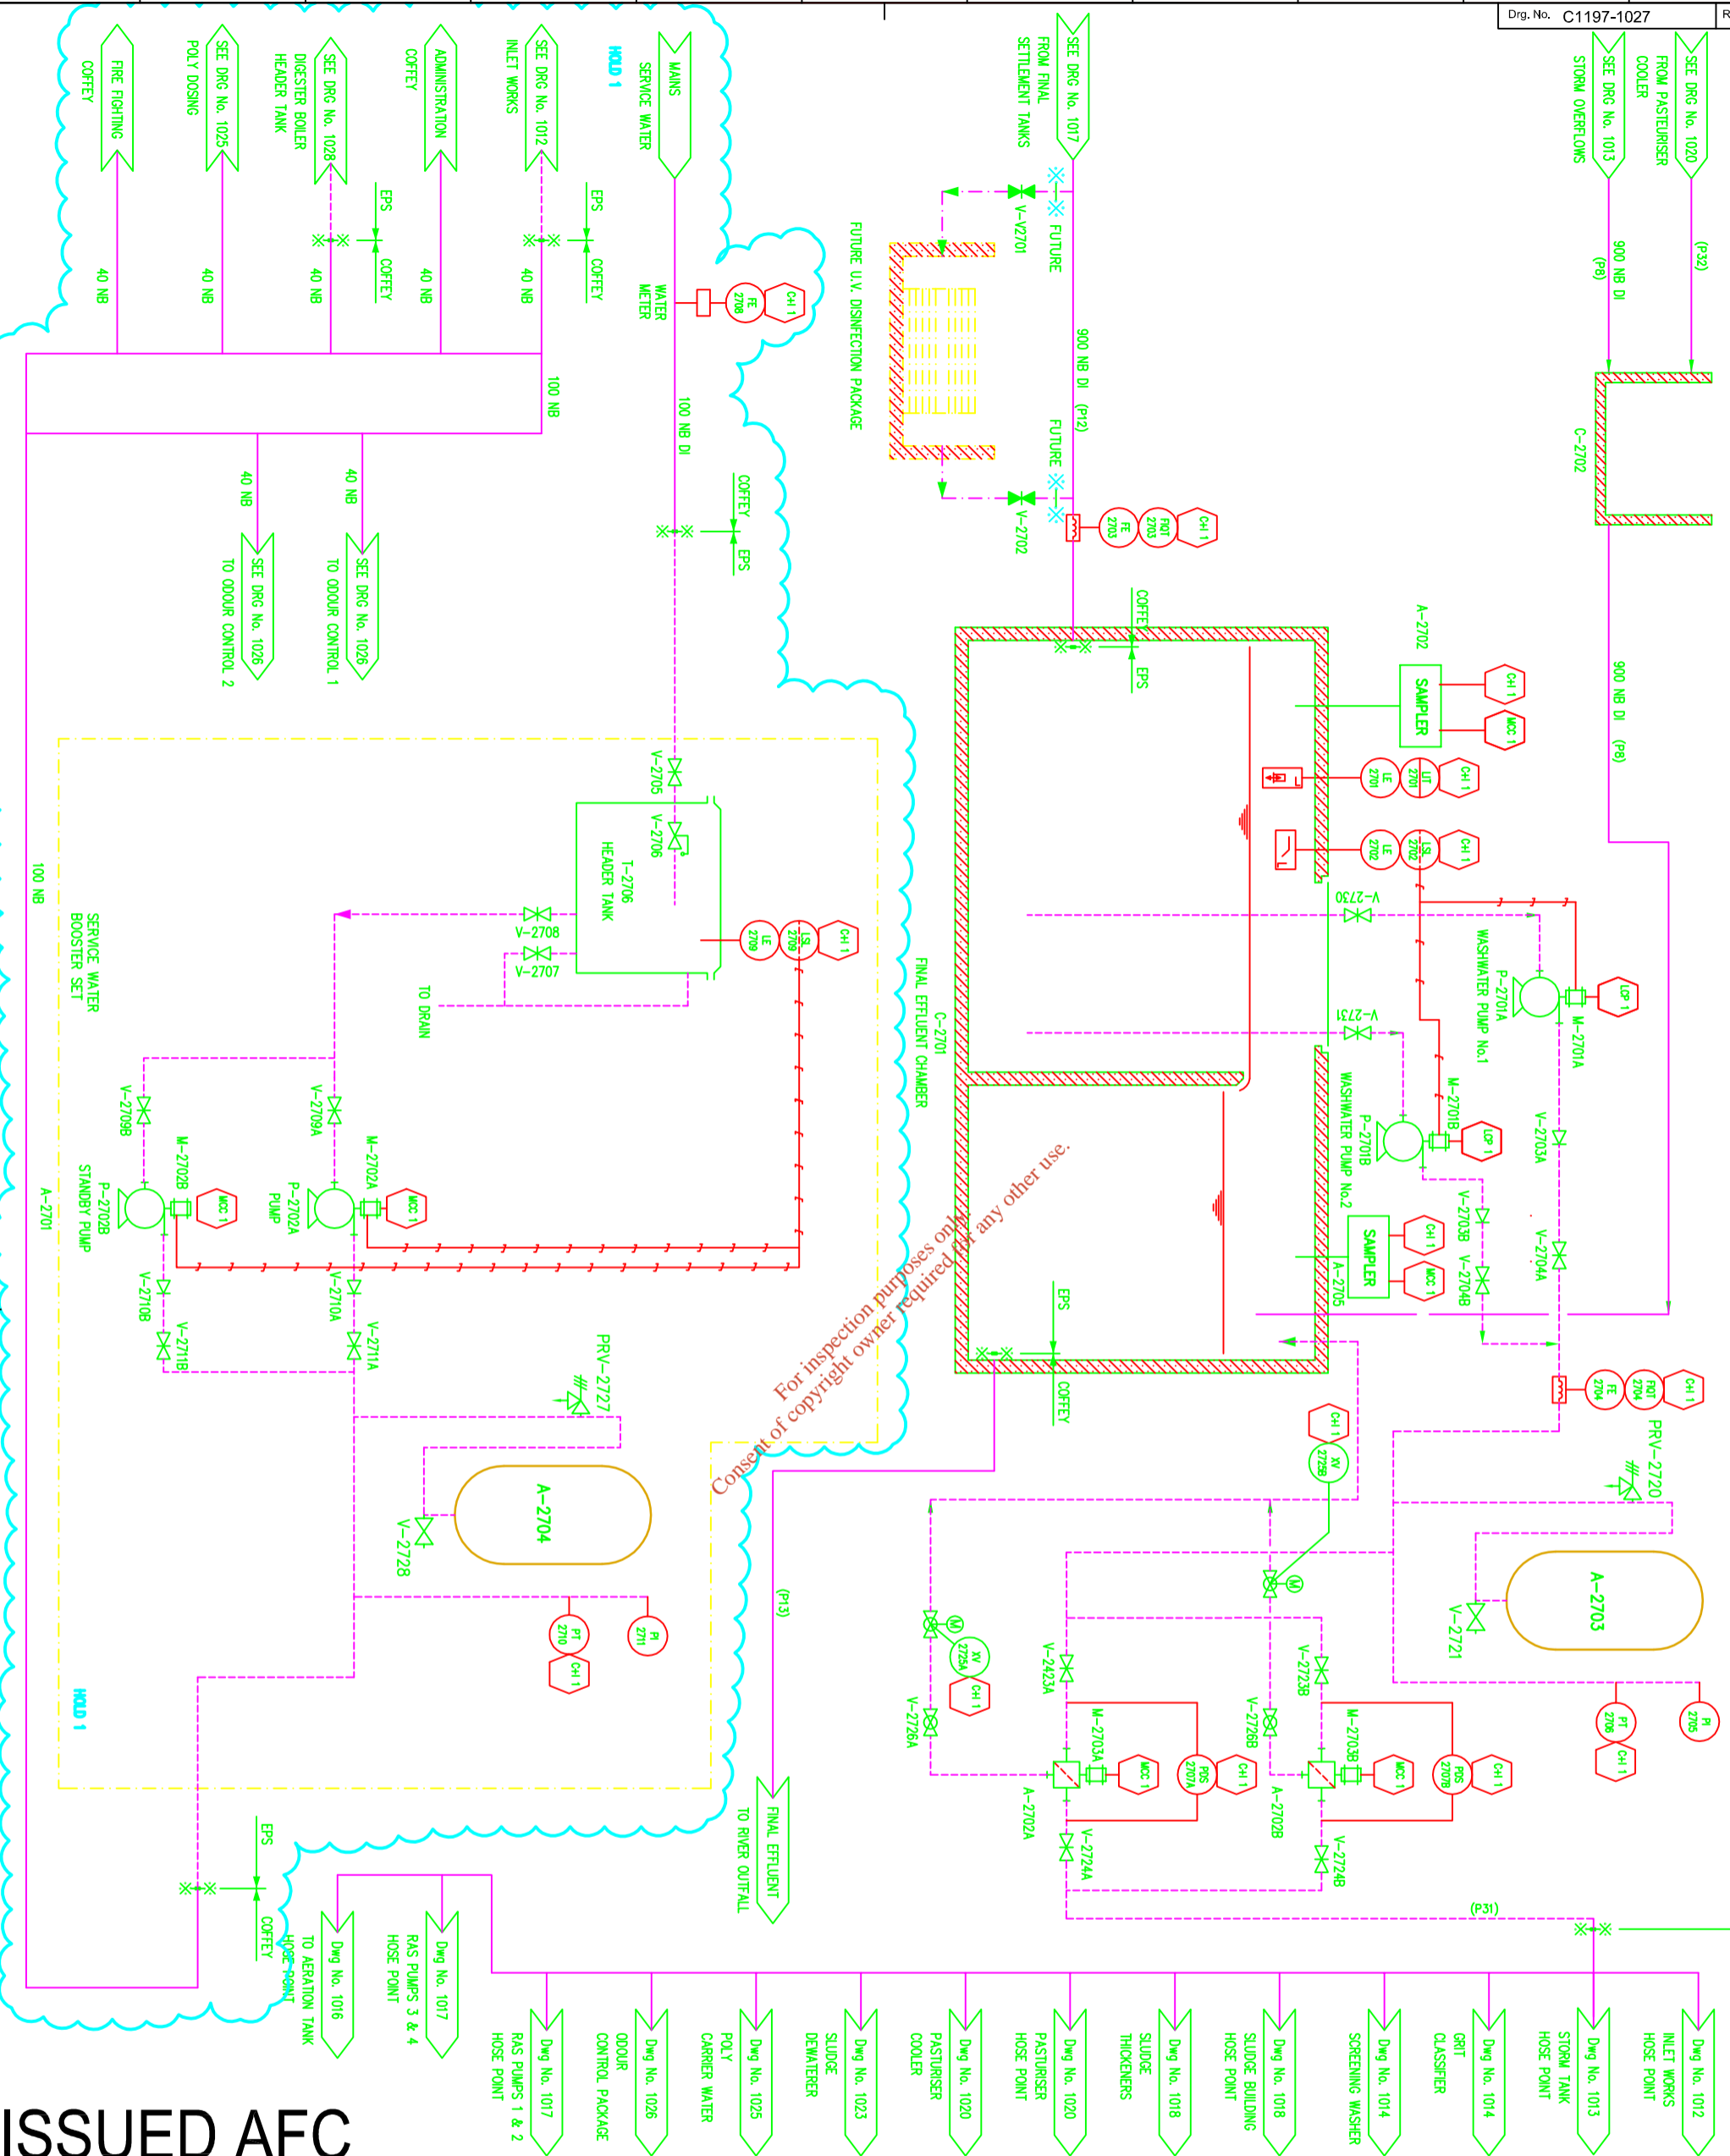 Drg. No. C1197-1027
R
SEE DRG No. 1020
FROM PASTEURISER
COOLER
(P32)
SEE DRG No. 1013
STORM OVERFLOWS
900 NB DI
(P8)
C-2702
900 NB DI (P8)
SEE DRG No. 1017
FROM FINAL
SETTLEMENT TANKS
FUTURE
V-V2701
FUTURE U.V. DISINFECTION PACKAGE
900 NB DI (P12)
FUTURE
V-2702
FE
2703
FIQT
2703
C+I 1
COFFEY
EPS
A-2702
SAMPLER
C+I 1
MCC 1
LE
2701
LIT
2701
C+I 1
LE
2702
LSL
2702
C+I 1
V-2730
WASHWATER PUMP No.1
P-2701A
M-2701A
LCP 1
V-2731
WASHWATER PUMP No.2
P-2701B
M-2701B
LCP 1
V-2703A
V-2704A
V-2703B
V-2704B
SAMPLER
A-2705
C+I 1
MCC 1
C-2701
FINAL EFFLUENT CHAMBER
EPS
COFFEY
FE
2704
FIQT
2704
C+I 1
PRV-2720
A-2703
V-2721
PI
2705
PT
2706
C+I 1
C+I 1
XV
2725B
M
M
XV
2725A
C+I 1
V-2726A
V-2423A
V-2726B
V-2723B
M-2703A
MCC 1
PDS
2707A
C+I 1
A-2702A
V-2724A
M-2703B
MCC 1
PDS
2707B
C+I 1
A-2702B
V-2724B
(P31)
(P13)
FINAL EFFLUENT
TO RIVER OUTFALL
HOLD 1
MAINS
SERVICE WATER
WATER
METER
FE
2708
C+I 1
100 NB DI
COFFEY
EPS
SEE DRG No. 1012
INLET WORKS
EPS
COFFEY
40 NB
ADMINISTRATION
COFFEY
40 NB
SEE DRG No. 1028
DIGESTER BOILER
HEADER TANK
EPS
COFFEY
40 NB
SEE DRG No. 1025
POLY DOSING
40 NB
FIRE FIGHTING
COFFEY
40 NB
100 NB
40 NB
SEE DRG No. 1026
TO ODOUR CONTROL 1
40 NB
SEE DRG No. 1026
TO ODOUR CONTROL 2
V-2705
V-2706
T-2706
HEADER TANK
LE
2709
LSL
2709
C+I 1
V-2708
V-2707
TO DRAIN
SERVICE WATER
BOOSTER SET
100 NB
A-2701
V-2709A
V-2709B
M-2702A
P-2702A
PUMP
MCC 1
M-2702B
P-2702B
STANDBY PUMP
MCC 1
V-2710A
V-2711A
V-2710B
V-2711B
PRV-2727
A-2704
V-2728
PT
2710
C+I 1
PI
2711
HOLD 1
EPS
COFFEY
Dwg No. 1016
TO AERATION TANK
HOSE POINT
Dwg No. 1017
RAS PUMPS 3 & 4
HOSE POINT
Dwg No. 1017
RAS PUMPS 1 & 2
HOSE POINT
Dwg No. 1026
ODOUR
CONTROL PACKAGE
Dwg No. 1025
POLY
CARRIER WATER
Dwg No. 1023
SLUDGE
DEWATERER
Dwg No. 1020
PASTURISER
COOLER
Dwg No. 1020
PASTURISER
HOSE POINT
Dwg No. 1018
SLUDGE
THICKENERS
Dwg No. 1018
SLUDGE BUILDING
HOSE POINT
Dwg No. 1014
SCREENING WASHER
Dwg No. 1014
GRIT
CLASSIFIER
Dwg No. 1013
STORM TANK
HOSE POINT
Dwg No. 1012
INLET WORKS
HOSE POINT
For inspection purposes only.
Consent of copyright owner required for any other use.
ISSUED AFC